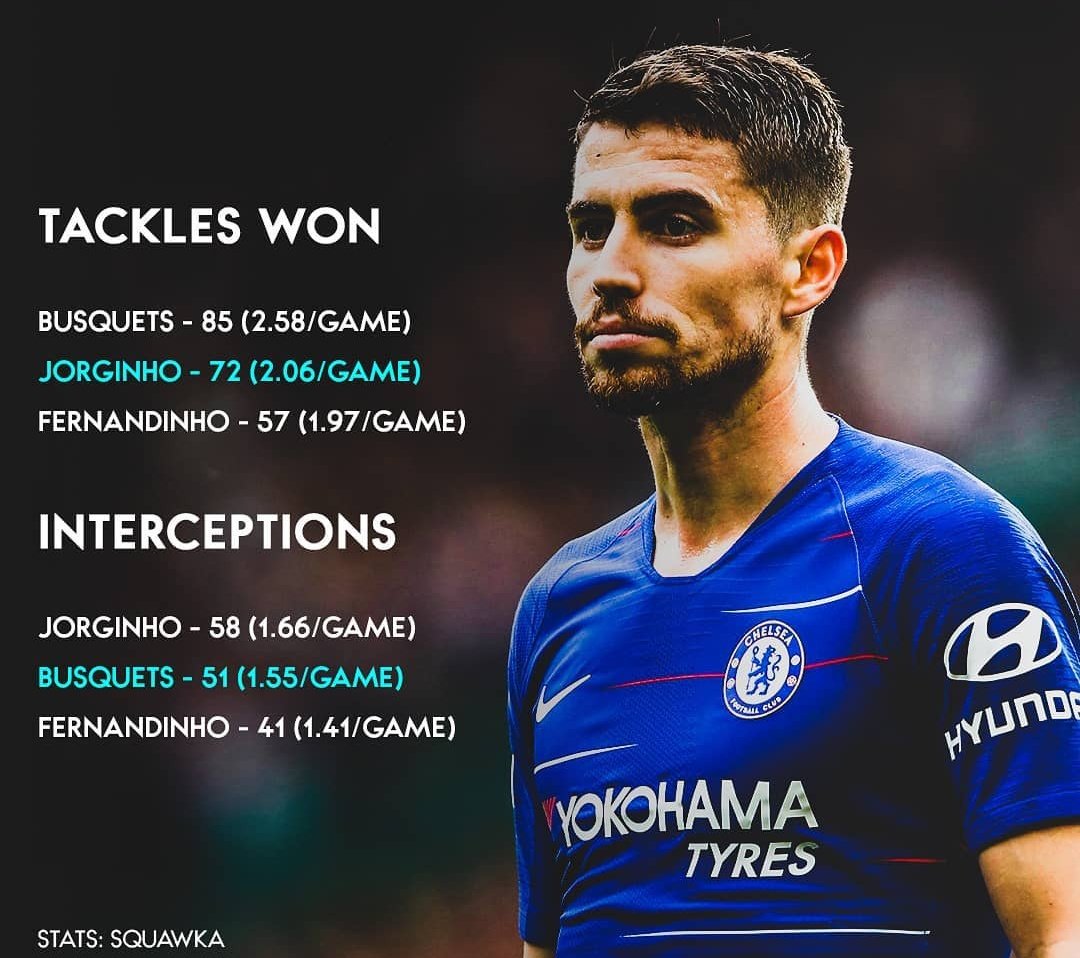 TACKLES WON
BUSQUETS - 85 (2.58/GAME)
JORGINHO - 72 (2.06/GAME)
FERNANDINHO - 57 (1.97/GAME)
INTERCEPTIONS
JORGINHO - 58 (1.66/GAME)
BUSQUETS - 51 (1.55/GAME)
FERNANDINHO - 41 (1.41/GAME)
STATS: SQUAWKA
CHELSEA
FOOTBALL CLUB
HYUNDA
YOKOHAMA
TYRES